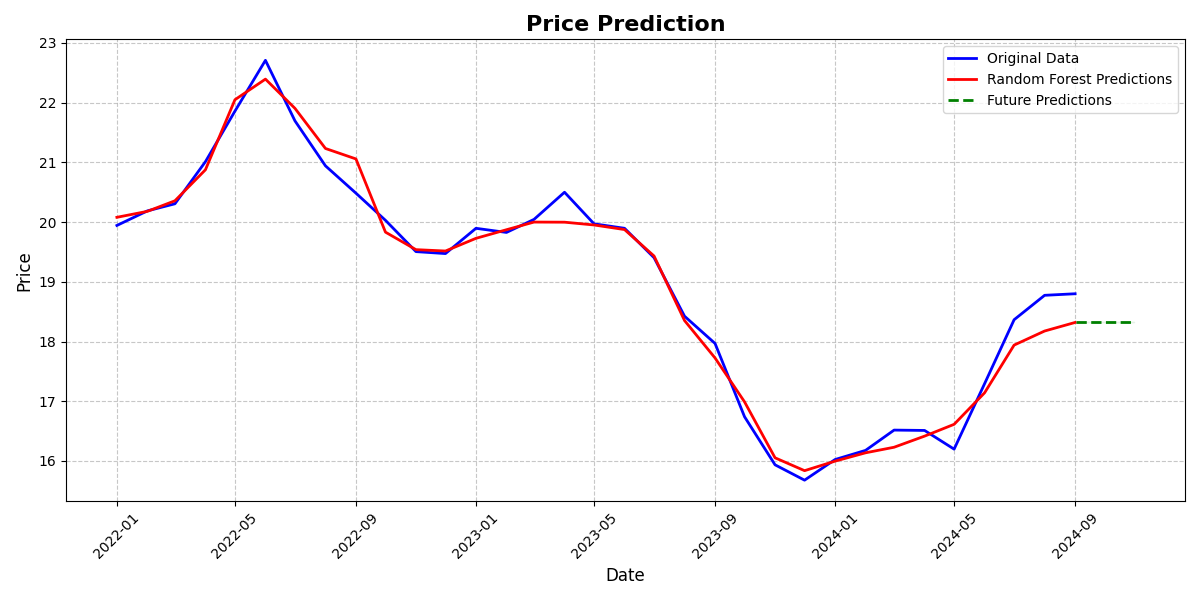 Price Prediction
Original Data
Random Forest Predictions
Future Predictions
Price
23
22
21
20
19
18
17
16
2022-01
2022-05
2022-09
2023-01
2023-05
2023-09
2024-01
2024-05
2024-09
Date